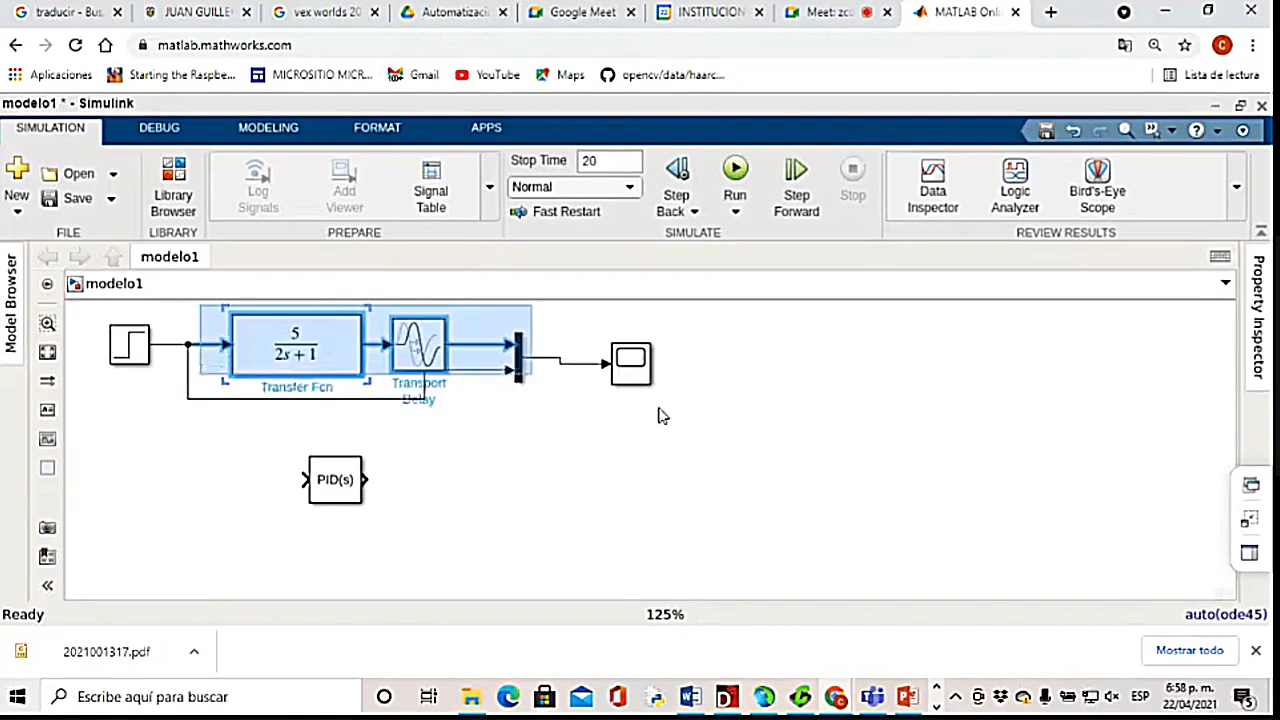 traducir - Bus
JUAN GUILLE
vex worlds 20
Automatizaci
Google Meet
INSTITUCION
Meet: zc
MATLAB Onl
matlab.mathworks.com
C
Aplicaciones
Starting the Raspbe...
MICROSITIO MICR...
Gmail
YouTube
Maps
opencv/data/haarc...
Lista de lectura
modelo1 * - Simulink
SIMULATION
DEBUG
MODELING
FORMAT
APPS
New
Open
Save
FILE
Library
Browser
LIBRARY
Log
Signals
Add
Viewer
Signal
Table
PREPARE
Stop Time
20
Normal
Fast Restart
Step
Back
Run
Step
Forward
Stop
SIMULATE
Data
Inspector
Logic
Analyzer
Bird's-Eye
Scope
REVIEW RESULTS
modelo1
modelo1
Model Browser
Property Inspector
5
2s + 1
Transfer Fcn
Transport
Delay
PID(s)
Ready
125%
auto(ode45)
2021001317.pdf
Mostrar todo
Escribe aquí para buscar
ESP
6:58 p. m.
22/04/2021
5